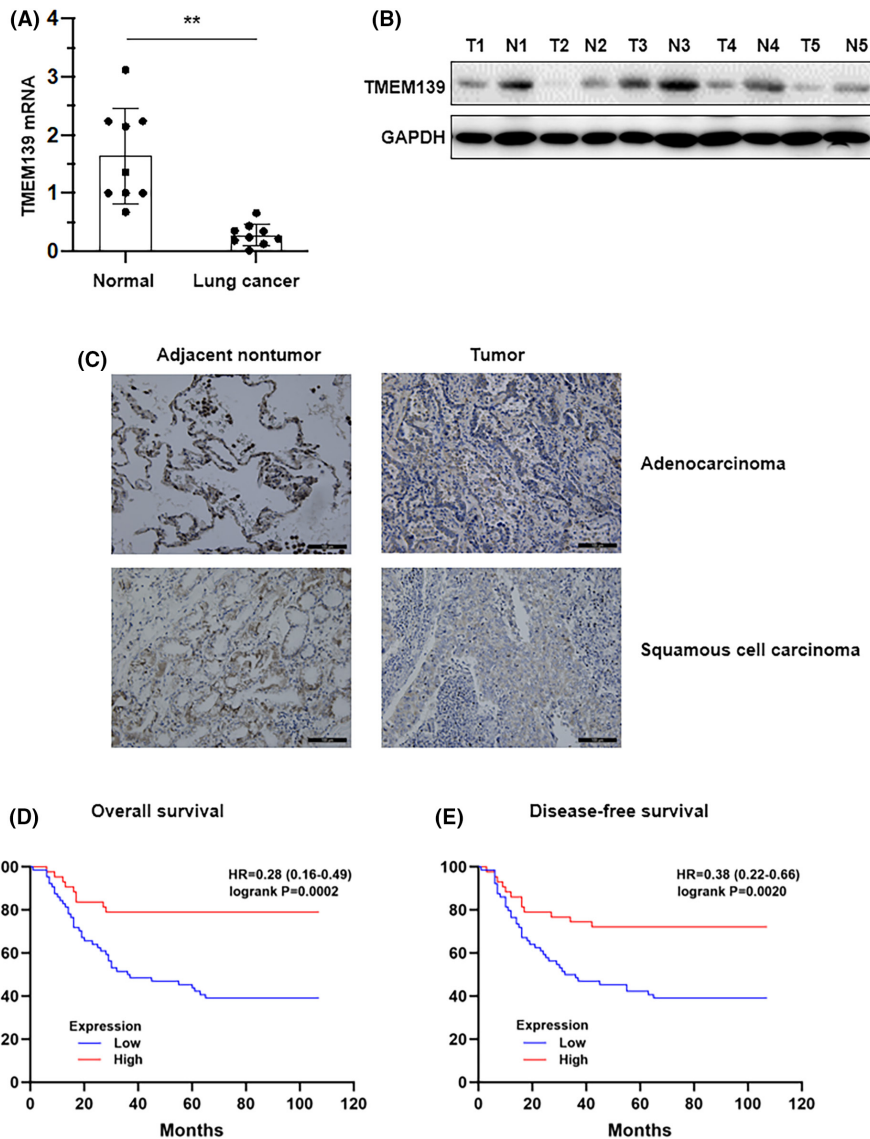 (A)
**
4
3
2
1
0
TMEM139 mRNA
Normal
Lung cancer
(B)
T1 N1 T2 N2 T3 N3 T4 N4 T5 N5
TMEM139
GAPDH
(C)
Adjacent nontumor
Tumor
Adenocarcinoma
Squamous cell carcinoma
(D)
Overall survival
HR=0.28 (0.16-0.49)
logrank P=0.0002
00
80
60
40
20
0
Expression
Low
High
0 20 40 60 80 100 120
Months
(E)
Disease-free survival
HR=0.38 (0.22-0.66)
logrank P=0.0020
100
80
60
40
20
0
Expression
Low
High
0 20 40 60 80 100 120
Months